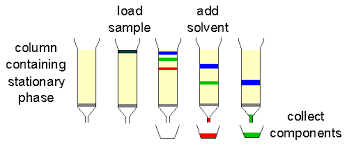 load
sample
add
solvent
column
containing
stationary
phase
collect
components